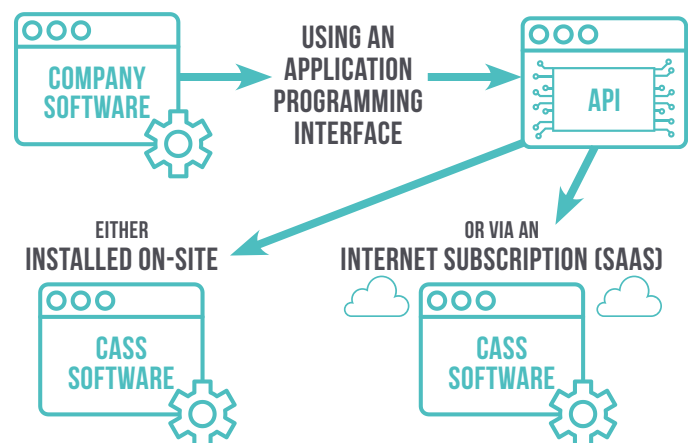 COMPANY
SOFTWARE
USING AN
APPLICATION
PROGRAMMING
INTERFACE
API
EITHER
INSTALLED ON-SITE
OR VIA AN
INTERNET SUBSCRIPTION (SAAS)
CASS
SOFTWARE
CASS
SOFTWARE